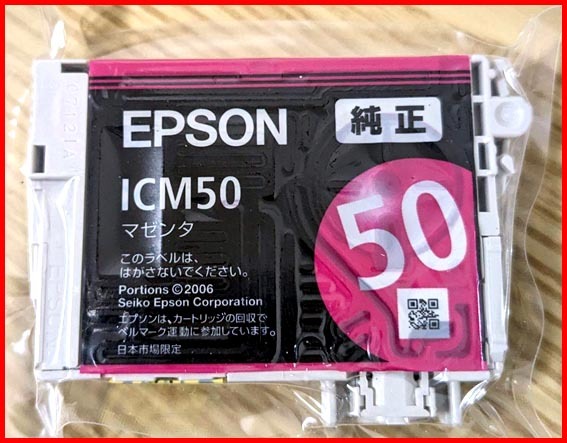 EPSON
純正
ICM50
マゼンタ
50
このラベルは、
はがさないでください。
Portions ©2006
Seiko Epson Corporation
エプソンは、カートリッジの回収で
ベルマーク運動に参加しています。
日本市場限定